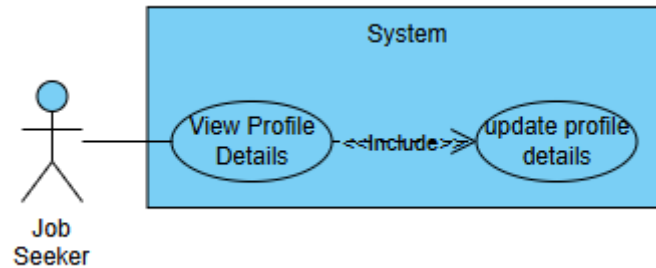 System
View Profile
Details
<<Include>>
update profile
details
Job
Seeker